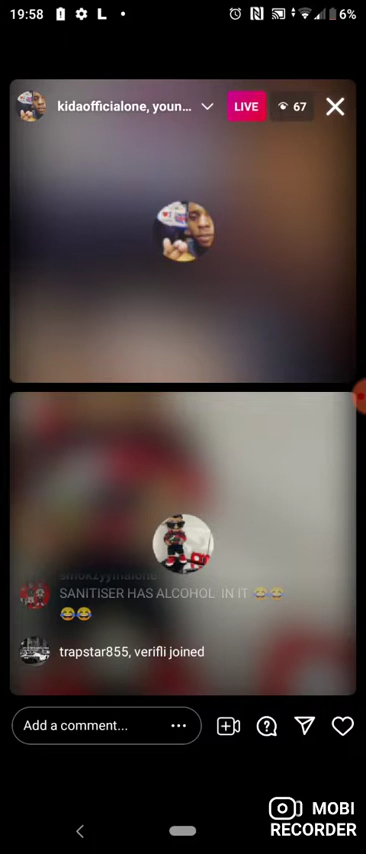 19:58 L 6%
kidaofficialone, youn... LIVE 67
SANITISER HAS ALCOHOL IN IT 😂😂
😂😂
trapstar855, verifli joined
Add a comment...
MOBI
RECORDER